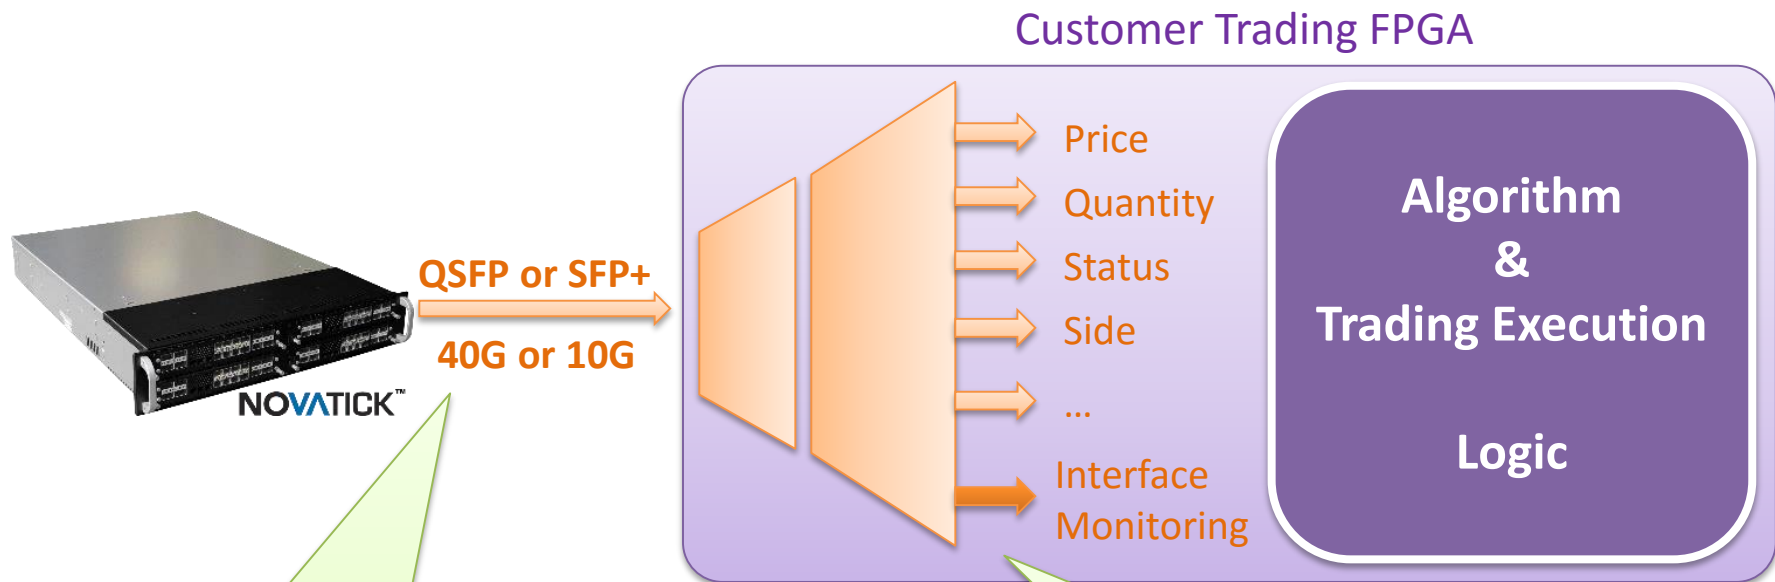 Customer Trading FPGA
QSFP or SFP+
40G or 10G
NOVATICK™
Price
Quantity
Status
Side
...
Interface
Monitoring
Algorithm
&
Trading Execution
Logic